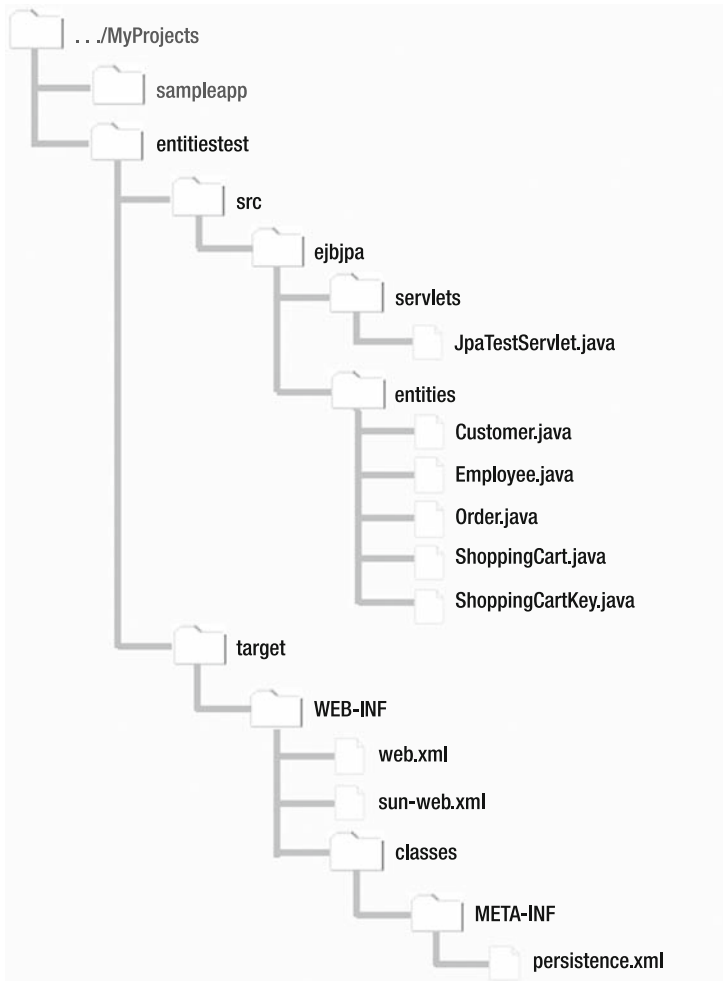 . . ./MyProjects
sampleapp
entitiestest
src
ejbjpa
servlets
JpaTestServlet.java
entities
Customer.java
Employee.java
Order.java
ShoppingCart.java
ShoppingCartKey.java
target
WEB-INF
web.xml
sun-web.xml
classes
META-INF
persistence.xml